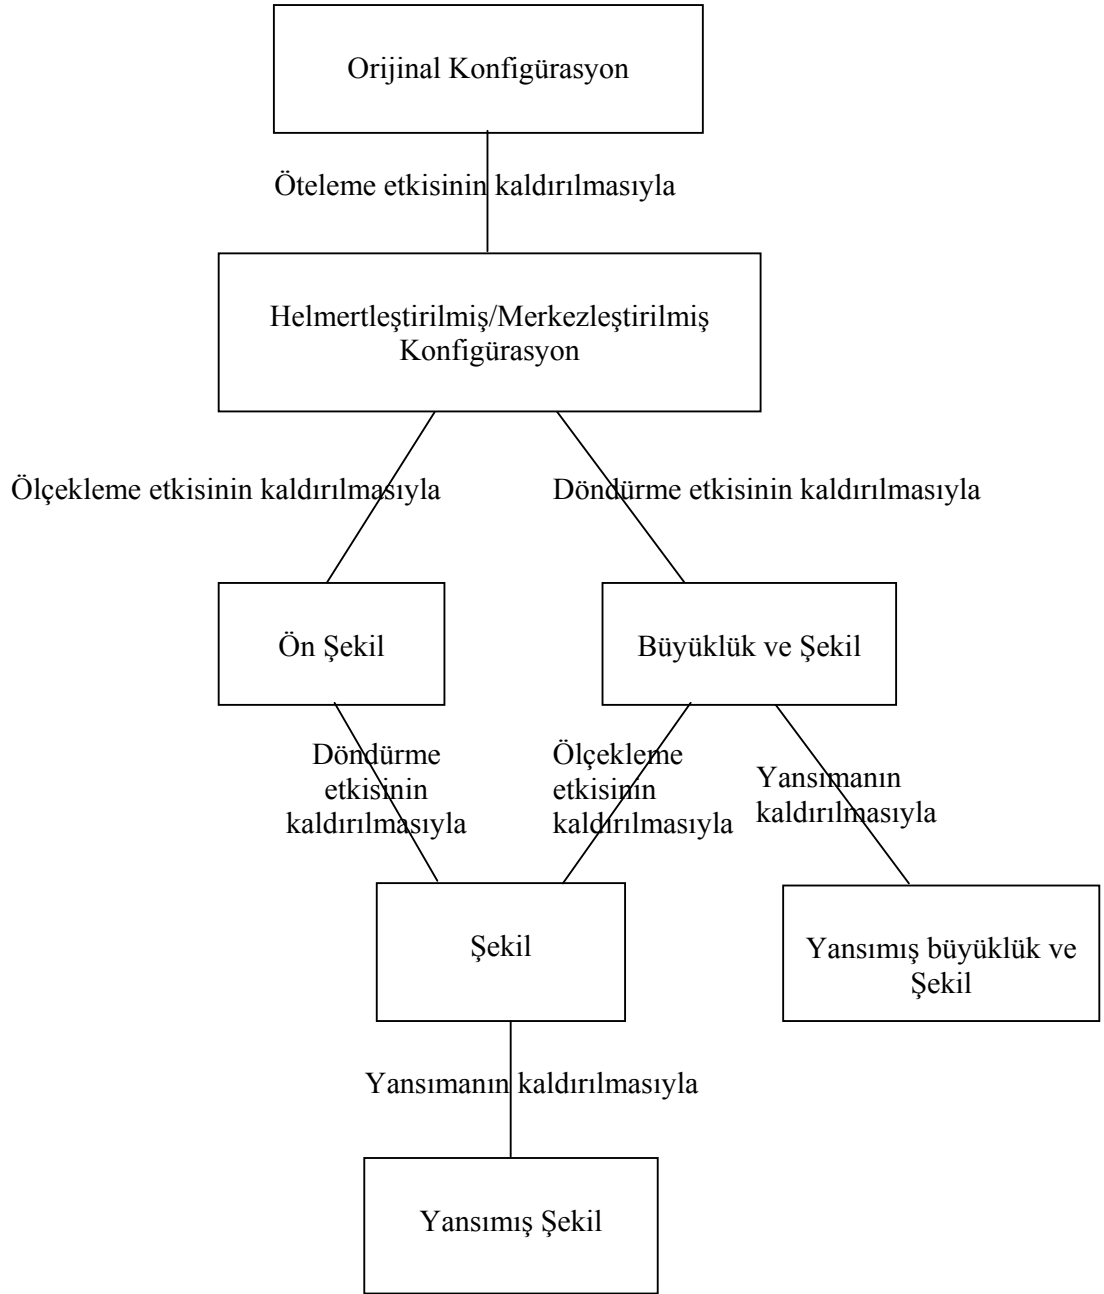 Orijinal Konfigürasyon
Öteleme etkisinin kaldırılmasıyla
Helmertleştirilmiş/Merkezleştirilmiş
Konfigürasyon
Ölçekleme etkisinin kaldırılmasıyla
Döndürme etkisinin kaldırılmasıyla
Ön Şekil
Büyüklük ve Şekil
Döndürme
etkisinin
kaldırılmasıyla
Ölçekleme
etkisinin
kaldırılmasıyla
Yansımanın
kaldırılmasıyla
Şekil
Yansımış büyüklük ve
Şekil
Yansımanın kaldırılmasıyla
Yansımış Şekil